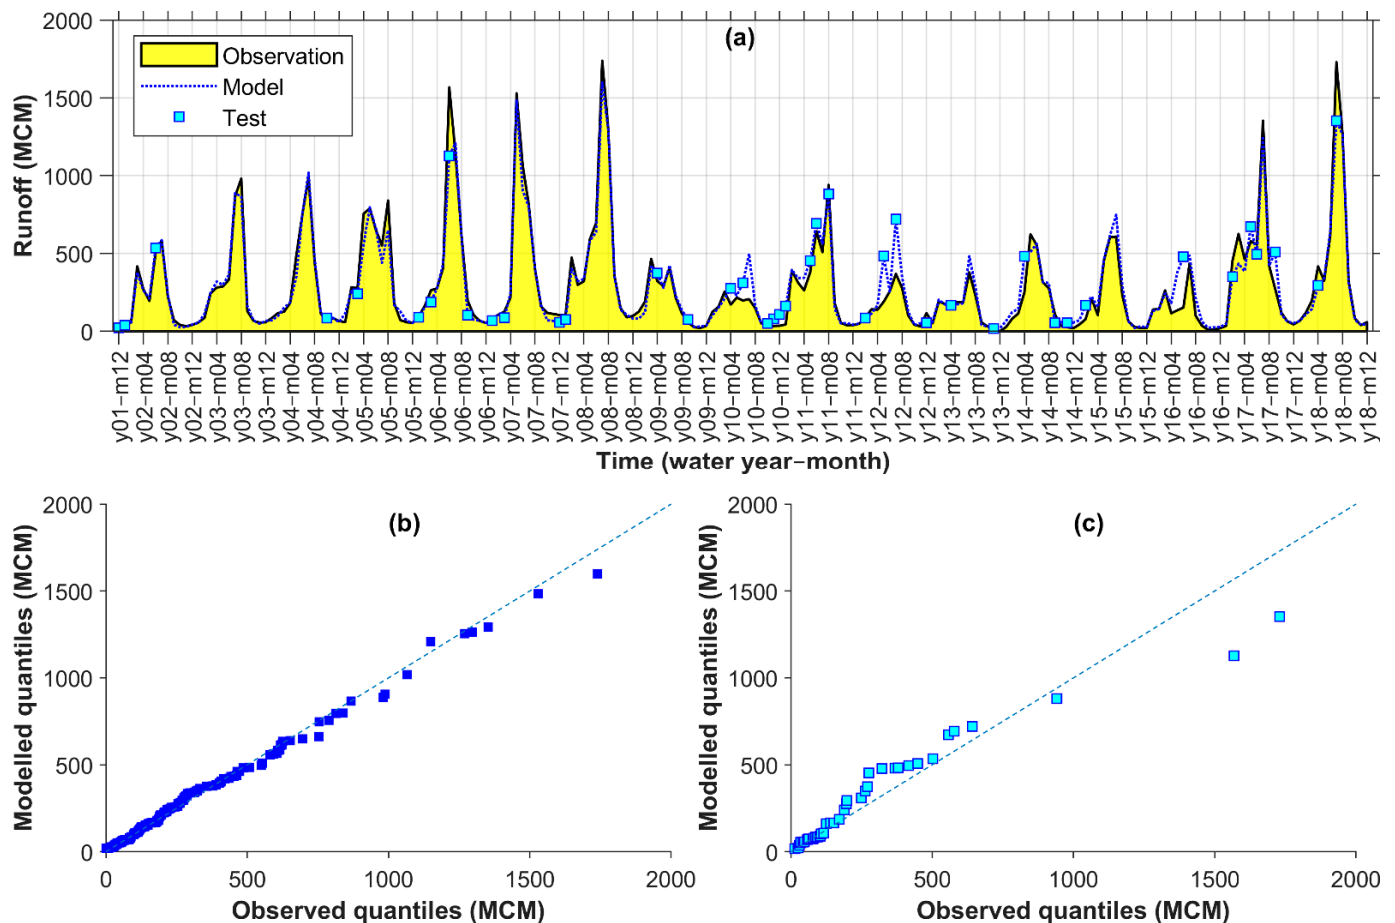 2000
1500
1000
500
0
Runoff (MCM)
(a)
Observation
Model
Test
y01−m12
y02−m04
y02−m08
y02−m12
y03−m04
y03−m08
y03−m12
y04−m04
y04−m08
y04−m12
y05−m04
y05−m08
y05−m12
y06−m04
y06−m08
y06−m12
y07−m04
y07−m08
y07−m12
y08−m04
y08−m08
y08−m12
y09−m04
y09−m08
y09−m12
y10−m04
y10−m08
y10−m12
y11−m04
y11−m08
y11−m12
y12−m04
y12−m08
y12−m12
y13−m04
y13−m08
y13−m12
y14−m04
y14−m08
y14−m12
y15−m04
y15−m08
y15−m12
y16−m04
y16−m08
y16−m12
y17−m04
y17−m08
y17−m12
y18−m04
y18−m08
y18−m12
Time (water year−month)
2000
1500
1000
500
0
Modelled quantiles (MCM)
(b)
0
500
1000
1500
2000
Observed quantiles (MCM)
2000
1500
1000
500
0
Modelled quantiles (MCM)
(c)
0
500
1000
1500
2000
Observed quantiles (MCM)